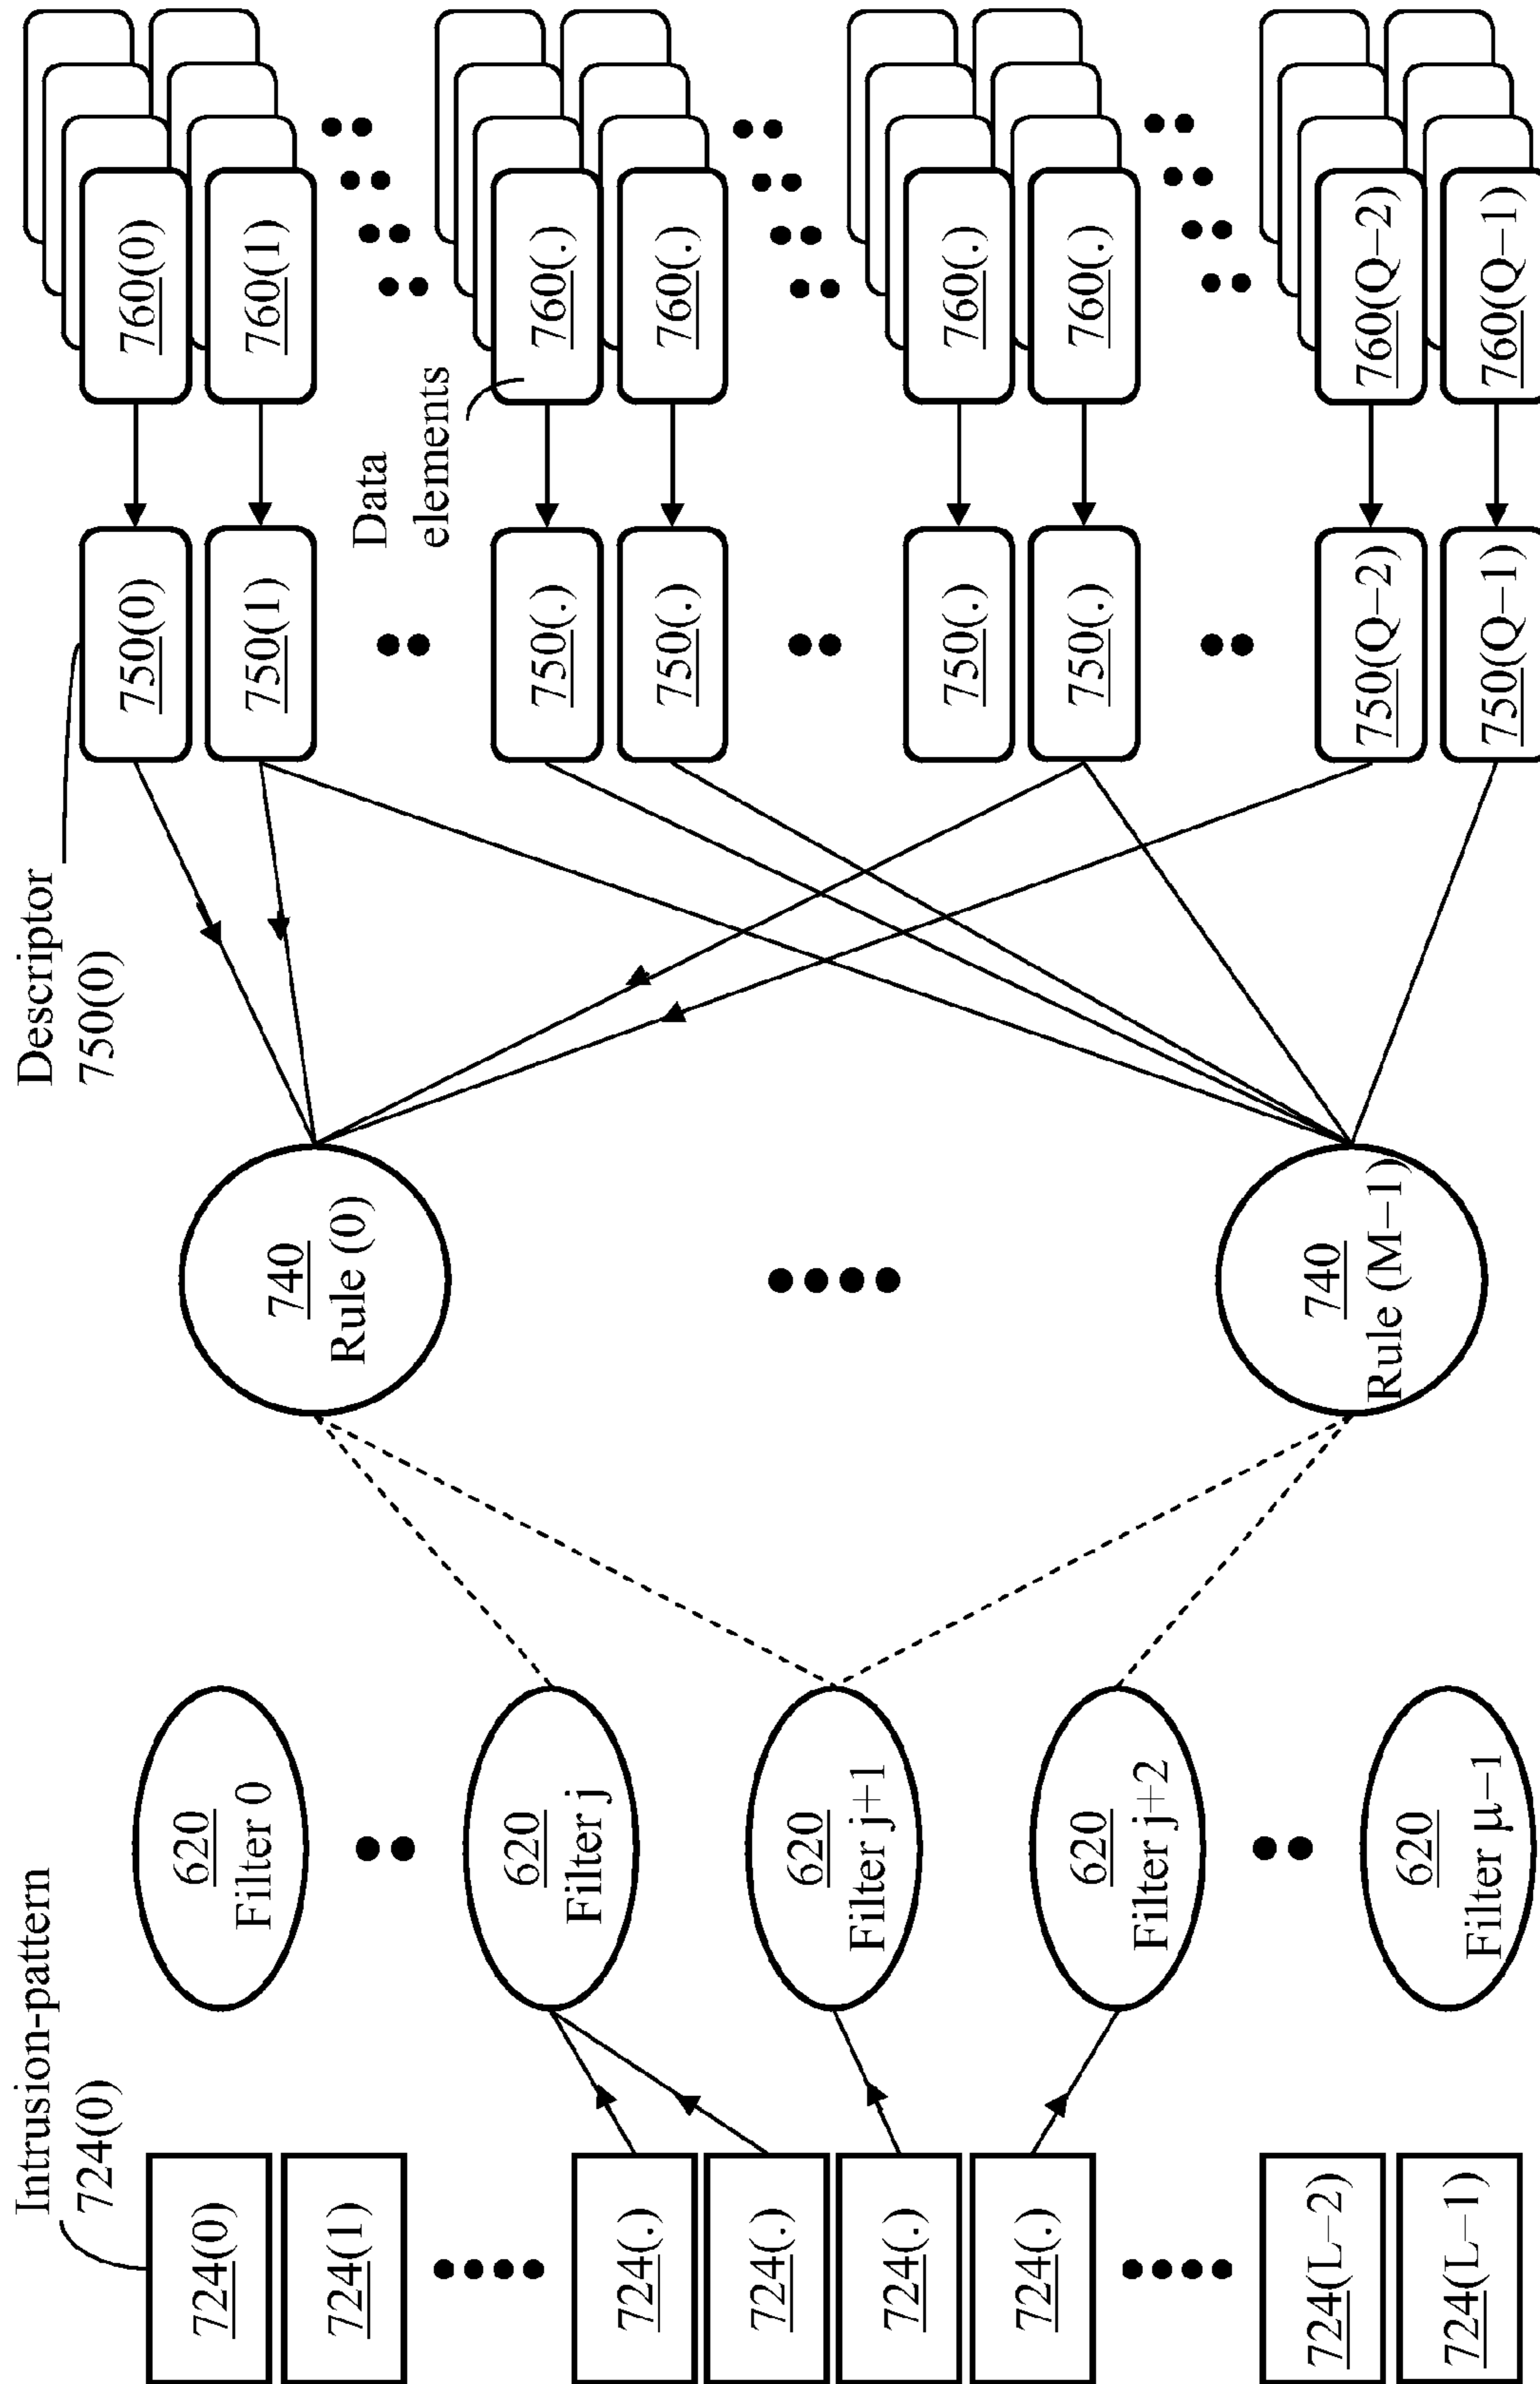 Intrusion-pattern
724(0)
724(0)
724(1)
724(.)
724(.)
724(.)
724(.)
724(L−2)
724(L−1)
620
Filter 0
620
Filter j
620
Filter j+1
620
Filter j+2
620
Filter μ−1
740
Rule (0)
740
Rule (M−1)
Descriptor
750(0)
750(0)
750(1)
750(.)
750(.)
750(.)
750(.)
750(Q−2)
750(Q−1)
Data
elements
760(0)
760(1)
760(.)
760(.)
760(.)
760(.)
760(Q−2)
760(Q−1)